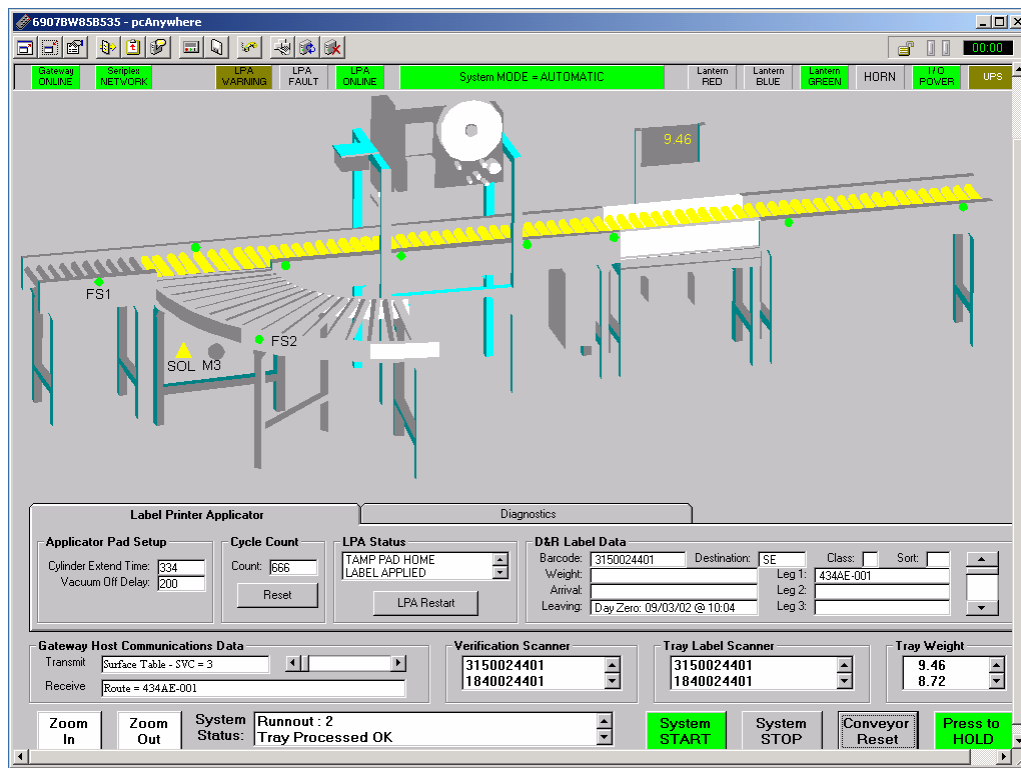 6907BW85B535 - pcAnywhere
00:00
Gateway ONLINE
Seriplex NETWORK
LPA WARNING
LPA FAULT
LPA ONLINE
System MODE = AUTOMATIC
Lantern RED
Lantern BLUE
Lantern GREEN
HORN
I/O POWER
UPS
9.46
FS1
FS2
SOL M3
Label Printer Applicator
Diagnostics
Applicator Pad Setup
Cylinder Extend Time: 334
Vacuum Off Delay: 200
Cycle Count
Count: 666
Reset
LPA Status
TAMP PAD HOME
LABEL APPLIED
LPA Restart
D&R Label Data
Barcode: 3150024401 Destination: SE Class: Sort:
Weight: Leg 1: 434AE-001
Arrival: Leg 2:
Leaving: Day Zero: 09/03/02 @ 10:04 Leg 3:
Gateway Host Communications Data
Transmit Surface Table - SVC = 3
Receive Route = 434AE-001
Verification Scanner
3150024401
1840024401
Tray Label Scanner
3150024401
1840024401
Tray Weight
9.46
8.72
Zoom In
Zoom Out
System Status:
Runnout : 2
Tray Processed OK
System START
System STOP
Conveyor Reset
Press to HOLD